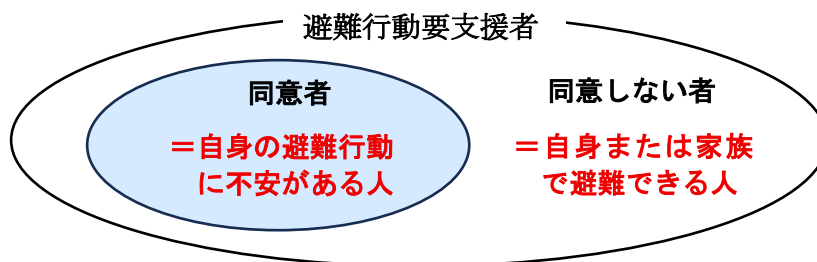 避難行動要支援者
同意者
＝自身の避難行動
に不安がある人
同意しない者
＝自身または家族
で避難できる人